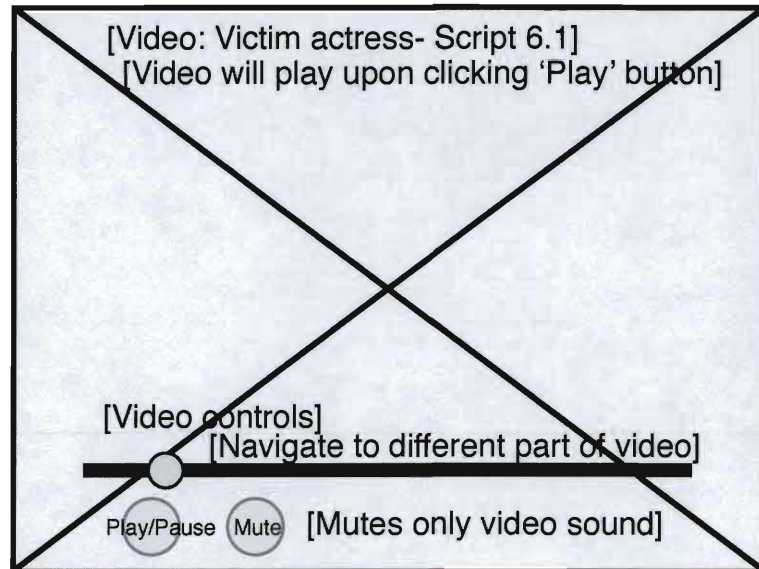 [Video: Victim actress- Script 6.1]
[Video will play upon clicking ‘Play’ button]
[Video controls]
[Navigate to different part of video]
Play/Pause Mute [Mutes only video sound]